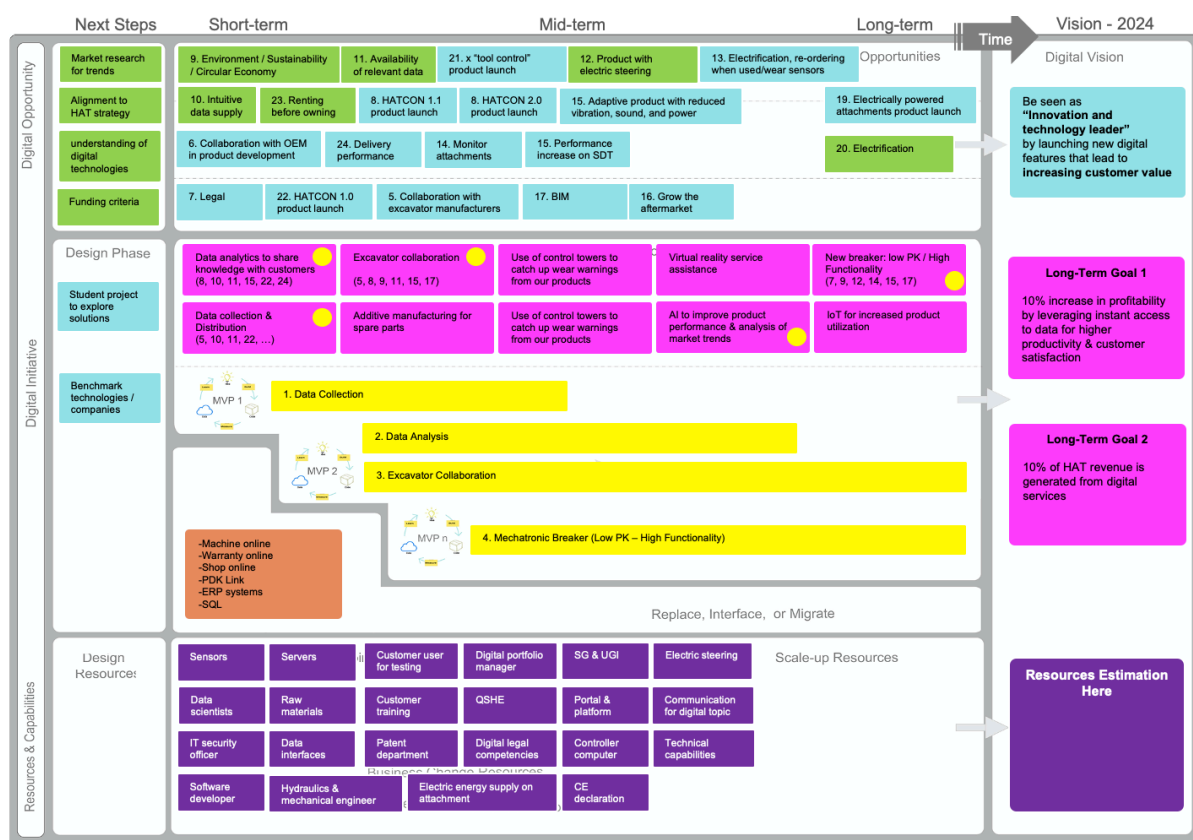 Next Steps
Short-term
Mid-term
Long-term
Time
Vision - 2024
Digital Opportunity
Market research
for trends
Alignment to
HAT strategy
understanding of
digital
technologies
Funding criteria
9. Environment / Sustainability
/ Circular Economy
11. Availability
of relevant data
21. x "tool control"
product launch
12. Product with
electric steering
13. Electrification, re-ordering
when used/wear sensors
Opportunities
10. Intuitive
data supply
23. Renting
before owning
8. HATCON 1.1
product launch
8. HATCON 2.0
product launch
15. Adaptive product with reduced
vibration, sound, and power
19. Electrically powered
attachments product launch
6. Collaboration with OEM
in product development
24. Delivery
performance
14. Monitor
attachments
15. Performance
increase on SDT
20. Electrification
7. Legal
22. HATCON 1.0
product launch
5. Collaboration with
excavator manufacturers
17. BIM
16. Grow the
aftermarket
Digital Vision
Be seen as
“Innovation and
technology leader”
by launching new digital
features that lead to
increasing customer value
Digital Initiative
Design Phase
Student project
to explore
solutions
Benchmark
technologies /
companies
Data analytics to share
knowledge with customers
(8, 10, 11, 15, 22, 24)
Excavator collaboration
(5, 8, 9, 11, 15, 17)
Use of control towers to
catch up wear warnings
from our products
Virtual reality service
assistance
New breaker: low PK / High
Functionality
(7, 9, 12, 14, 15, 17)
Data collection &
Distribution
(5, 10, 11, 22, …)
Additive manufacturing for
spare parts
Use of control towers to
catch up wear warnings
from our products
AI to improve product
performance & analysis of
market trends
IoT for increased product
utilization
MVP 1
1. Data Collection
2. Data Analysis
MVP 2
3. Excavator Collaboration
MVP n
4. Mechatronic Breaker (Low PK – High Functionality)
-Machine online
-Warranty online
-Shop online
-PDK Link
-ERP systems
-SQL
Replace, Interface, or Migrate
Long-Term Goal 1
10% increase in profitability
by leveraging instant access
to data for higher
productivity & customer
satisfaction
Long-Term Goal 2
10% of HAT revenue is
generated from digital
services
Resources & Capabilities
Design
Resources
Sensors
Servers
Customer user
for testing
Digital portfolio
manager
SG & UGI
Electric steering
Scale-up Resources
Data
scientists
Raw
materials
Customer
training
QSHE
Portal &
platform
Communication
for digital topic
IT security
officer
Data
interfaces
Patent
department
Digital legal
competencies
Controller
computer
Technical
capabilities
Business Change Resources
Software
developer
Hydraulics &
mechanical engineer
Electric energy supply on
attachment
CE
declaration
Resources Estimation
Here